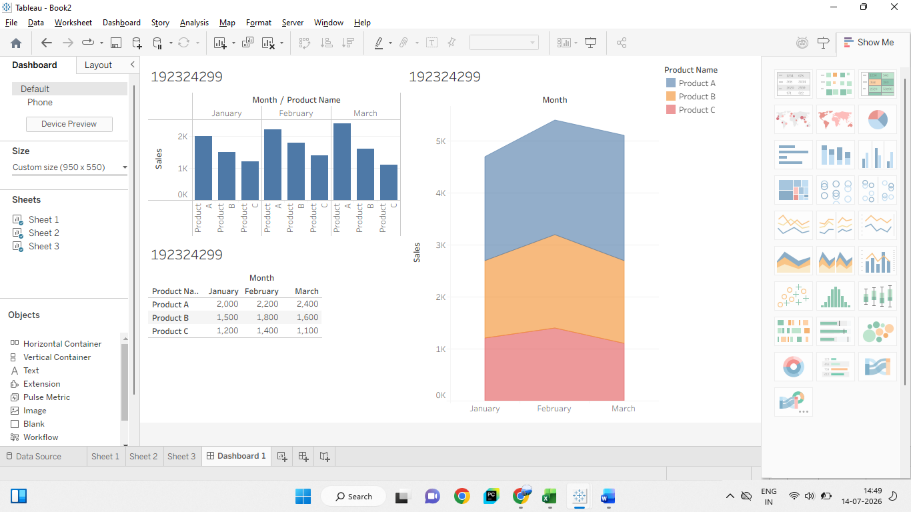 Tableau - Book2
File Data Worksheet Dashboard Story Analysis Map Format Server Window Help
Show Me
Dashboard Layout
Default
Phone
Device Preview
Size
Custom size (950 x 550)
Sheets
Sheet 1
Sheet 2
Sheet 3
Objects
Horizontal Container
Vertical Container
Text
Extension
Pulse Metric
Image
Blank
Workflow
192324299
Month / Product Name
January February March
Sales
2K
1K
0K
Product A Product B Product C Product A Product B Product C Product A Product B Product C
192324299
Month
Product Na.. January February March
Product A 2,000 2,200 2,400
Product B 1,500 1,800 1,600
Product C 1,200 1,400 1,100
192324299
Month
Sales
5K
4K
3K
2K
1K
0K
January February March
Product Name
Product A
Product B
Product C
Data Source Sheet 1 Sheet 2 Sheet 3 Dashboard 1
Search
ENG
IN
14:49
14-07-2026